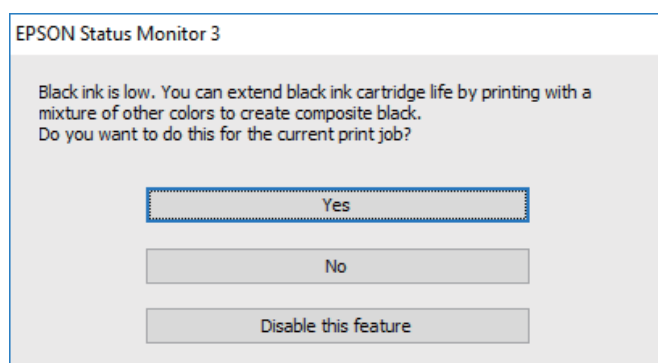 EPSON Status Monitor 3
Black ink is low. You can extend black ink cartridge life by printing with a
mixture of other colors to create composite black.
Do you want to do this for the current print job?
Yes
No
Disable this feature